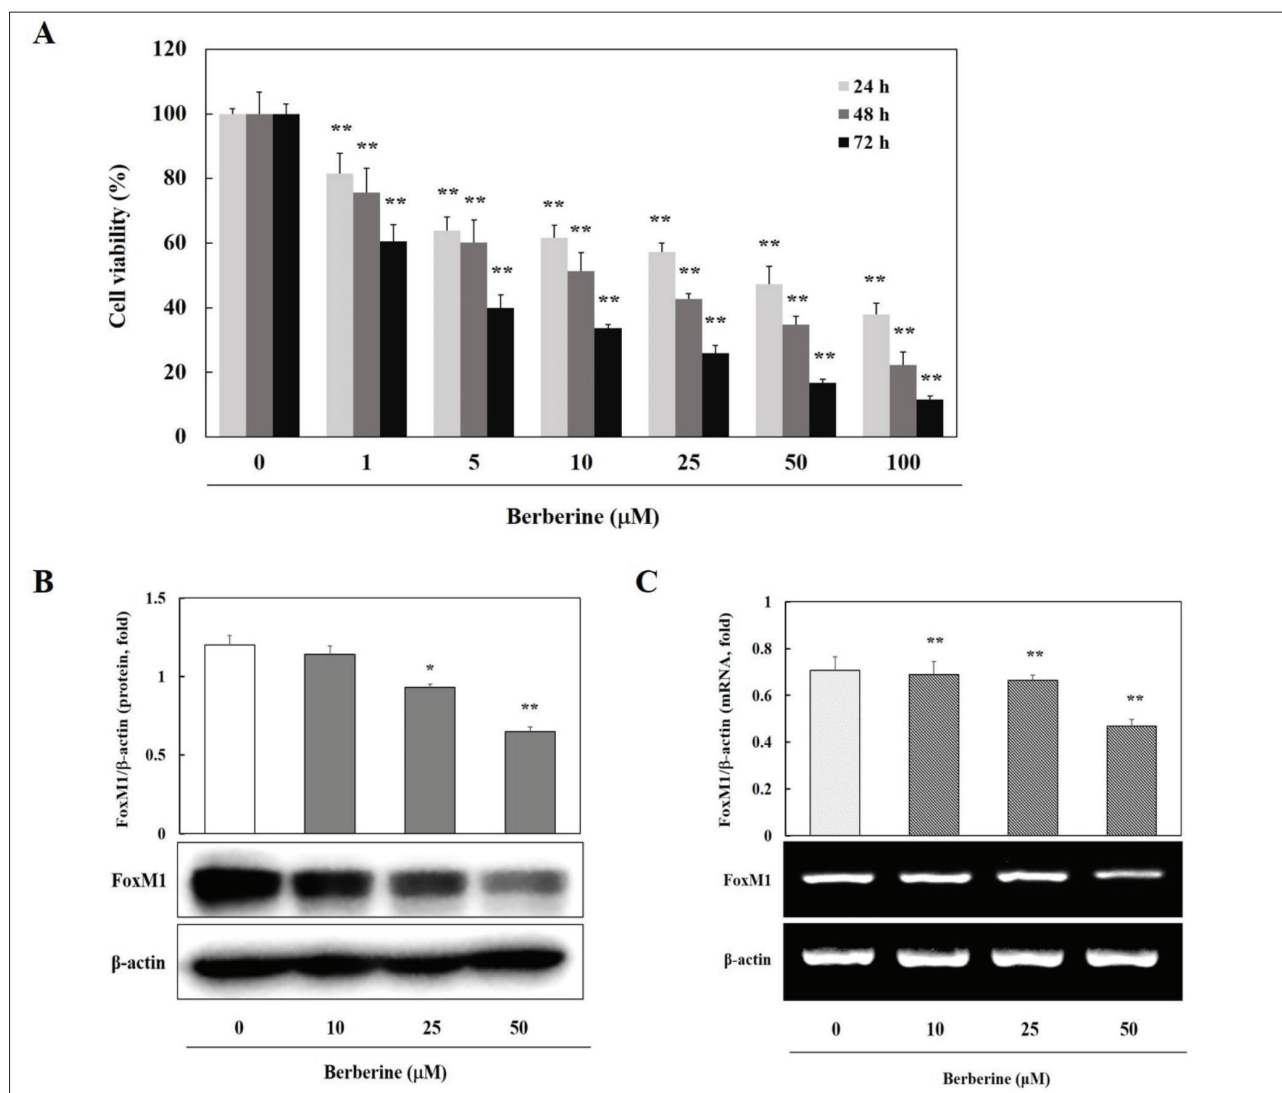 A
120
100
80
60
40
20
0
Cell viability (%)
24 h
48 h
72 h
** ** **
** ** **
** ** **
** ** **
** ** **
** ** **
0 1 5 10 25 50 100
Berberine (μM)
B
1.5
1
0.5
0
FoxM1/β-actin (protein, fold)
*
**
FoxM1
β-actin
0 10 25 50
Berberine (μM)
C
1
0.8
0.6
0.4
0.2
0
FoxM1/β-actin (mRNA, fold)
**
**
**
FoxM1
β-actin
0 10 25 50
Berberine (μM)